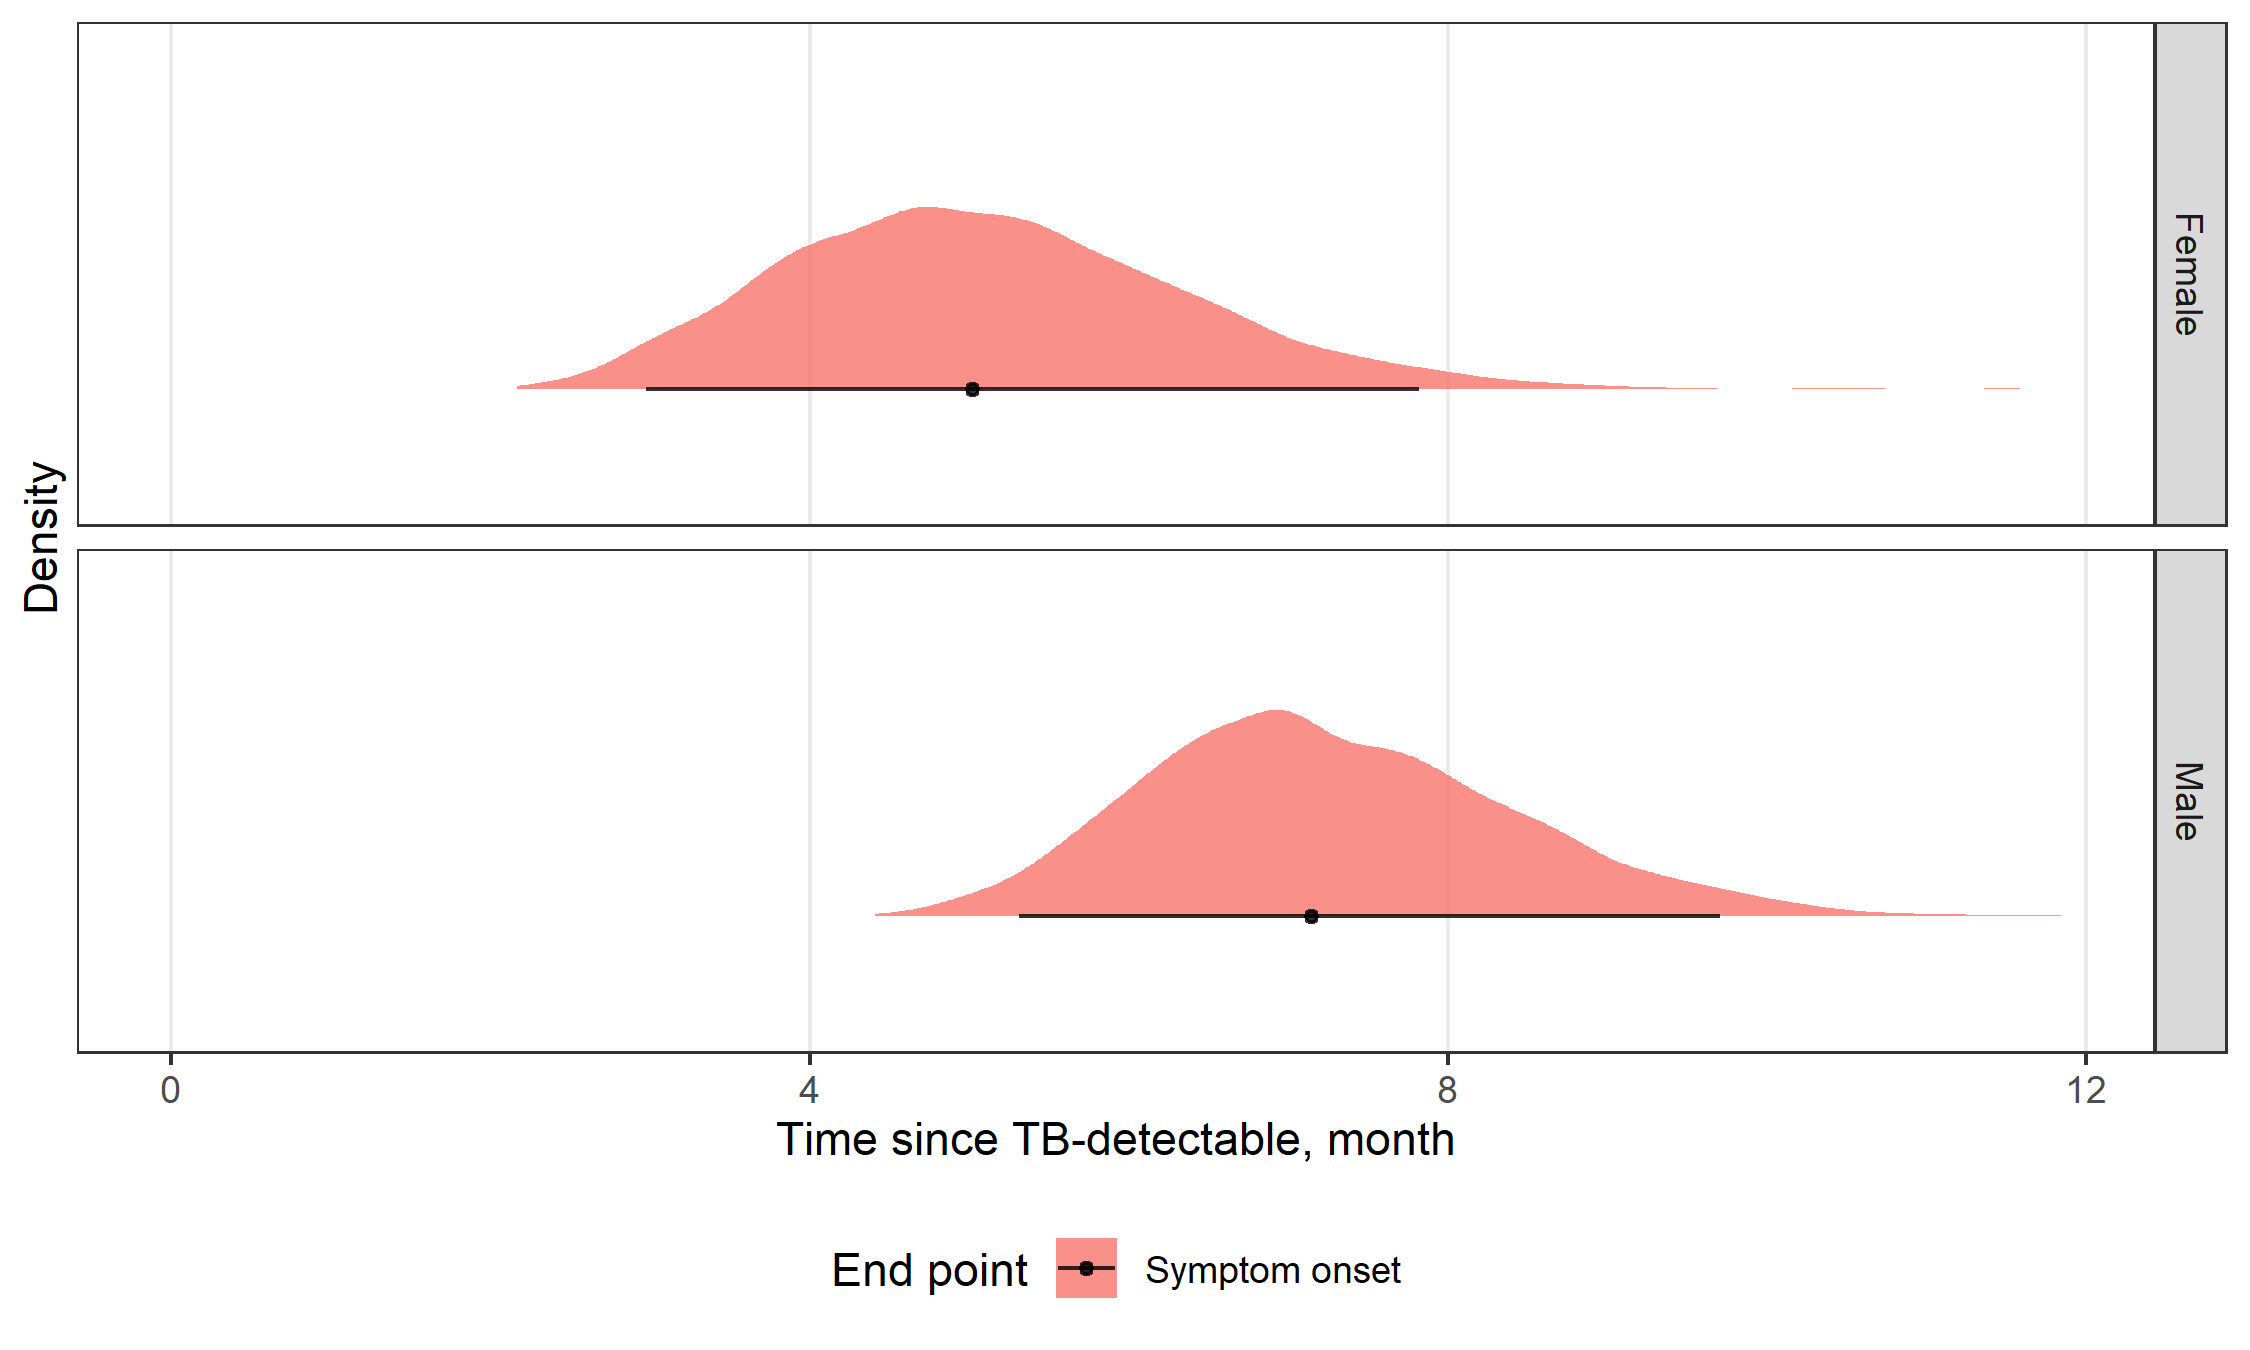 Density
Female
Male
0 4 8 12
Time since TB-detectable, month
End point Symptom onset